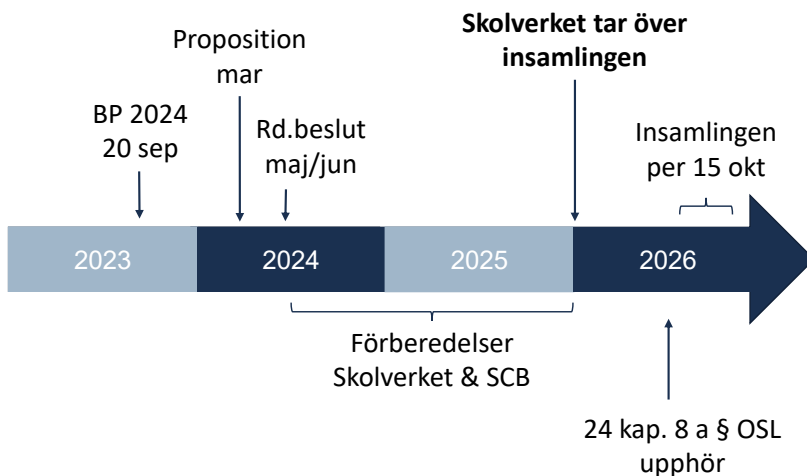 Skolverket tar över
insamlingen
Proposition
mar
BP 2024
20 sep
Rd.beslut
maj/jun
Insamlingen
per 15 okt
2023
2024
2025
2026
Förberedelser
Skolverket & SCB
24 kap. 8 a § OSL
upphör